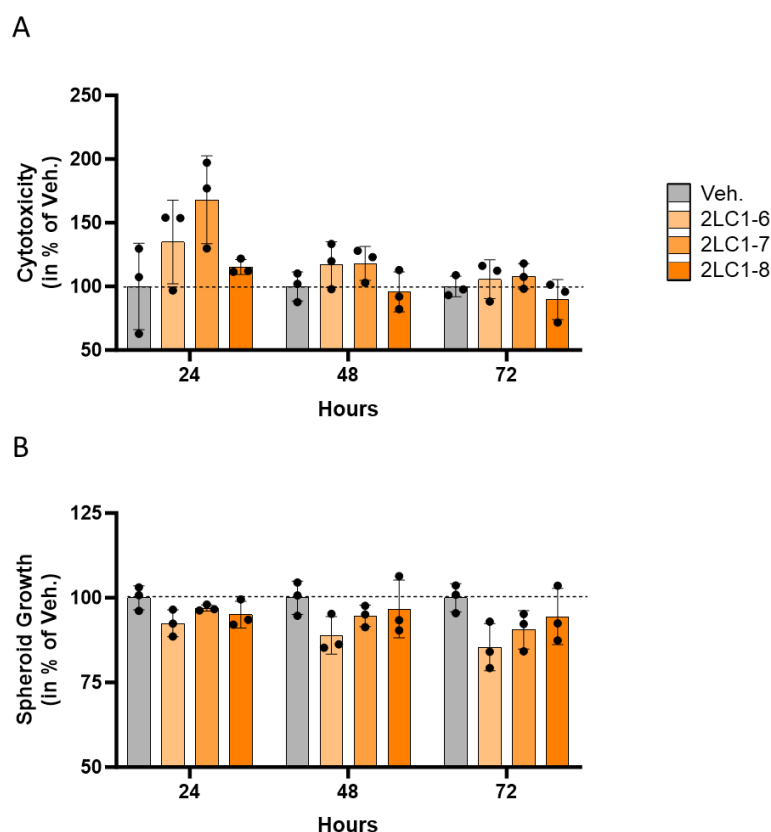 A
250
200
150
100
50
Cytotoxicity
(in % of Veh.)
24
48
72
Hours
Veh.
2LC1-6
2LC1-7
2LC1-8
B
125
100
75
50
Spheroid Growth
(in % of Veh.)
24
48
72
Hours